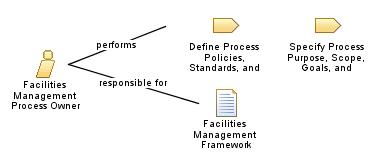 performs
Define Process
Policies,
Standards, and
Specify Process
Purpose, Scope,
Goals, and
Facilities
Management
Process Owner
responsible for
Facilities
Management
Framework